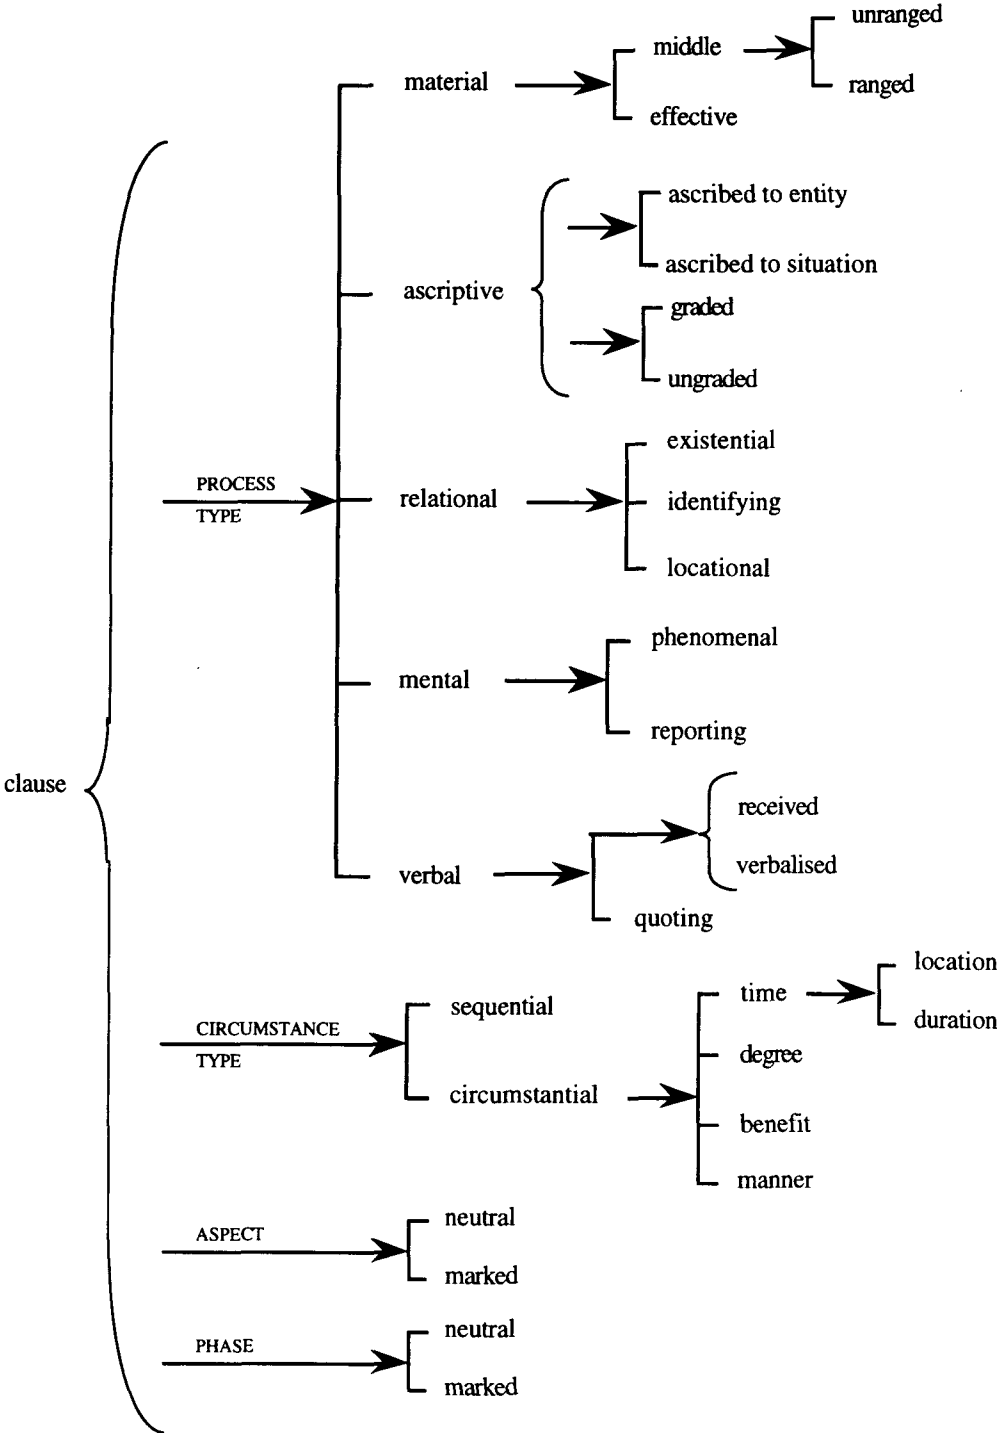 unranged
middle
material
ranged
effective
ascribed to entity
ascribed to situation
ascriptive
graded
ungraded
existential
PROCESS
TYPE
relational
identifying
locational
phenomenal
mental
reporting
clause
received
verbalised
verbal
quoting
location
time
sequential
duration
CIRCUMSTANCE
TYPE
degree
circumstantial
benefit
manner
neutral
ASPECT
marked
neutral
PHASE
marked